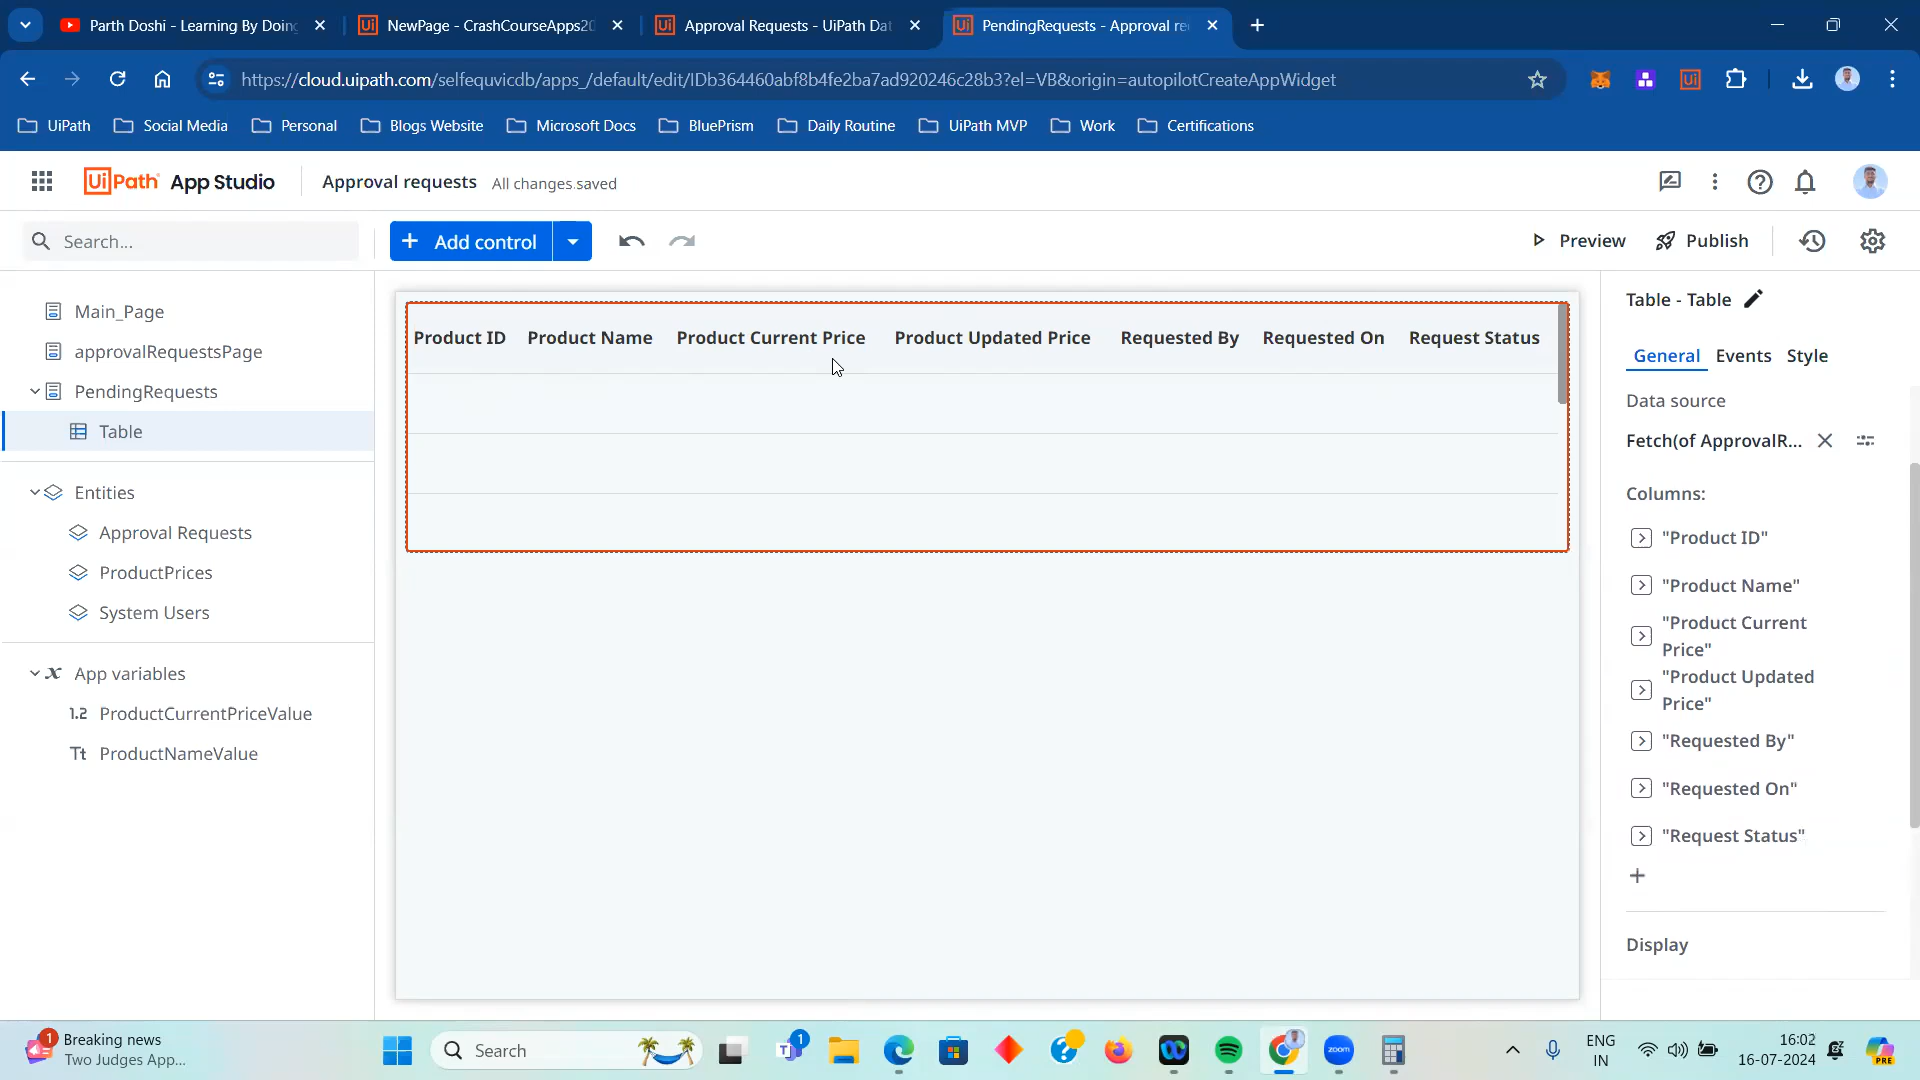 Parth Doshi - Learning By Doing
NewPage - CrashCourseApps20
Approval Requests - UiPath Dat
PendingRequests - Approval re
https://cloud.uipath.com/selfequvicdb/apps_/default/edit/IDb364460abf8b4fe2ba7ad920246c28b3?el=VB&origin=autopilotCreateAppWidget
UiPath
Social Media
Personal
Blogs Website
Microsoft Docs
BluePrism
Daily Routine
UiPath MVP
Work
Certifications
UiPath App Studio
Approval requests
All changes saved
Search...
Add control
Preview
Publish
Main_Page
approvalRequestsPage
PendingRequests
Table
Entities
Approval Requests
ProductPrices
System Users
App variables
1.2 ProductCurrentPriceValue
Tt ProductNameValue
Product ID
Product Name
Product Current Price
Product Updated Price
Requested By
Requested On
Request Status
Table - Table
General
Events
Style
Data source
Fetch(of ApprovalR...
Columns:
"Product ID"
"Product Name"
"Product Current
Price"
"Product Updated
Price"
"Requested By"
"Requested On"
"Request Status"
Display
1
Breaking news
Two Judges App...
Search
1
zoom
ENG
IN
16:02
16-07-2024
PRE